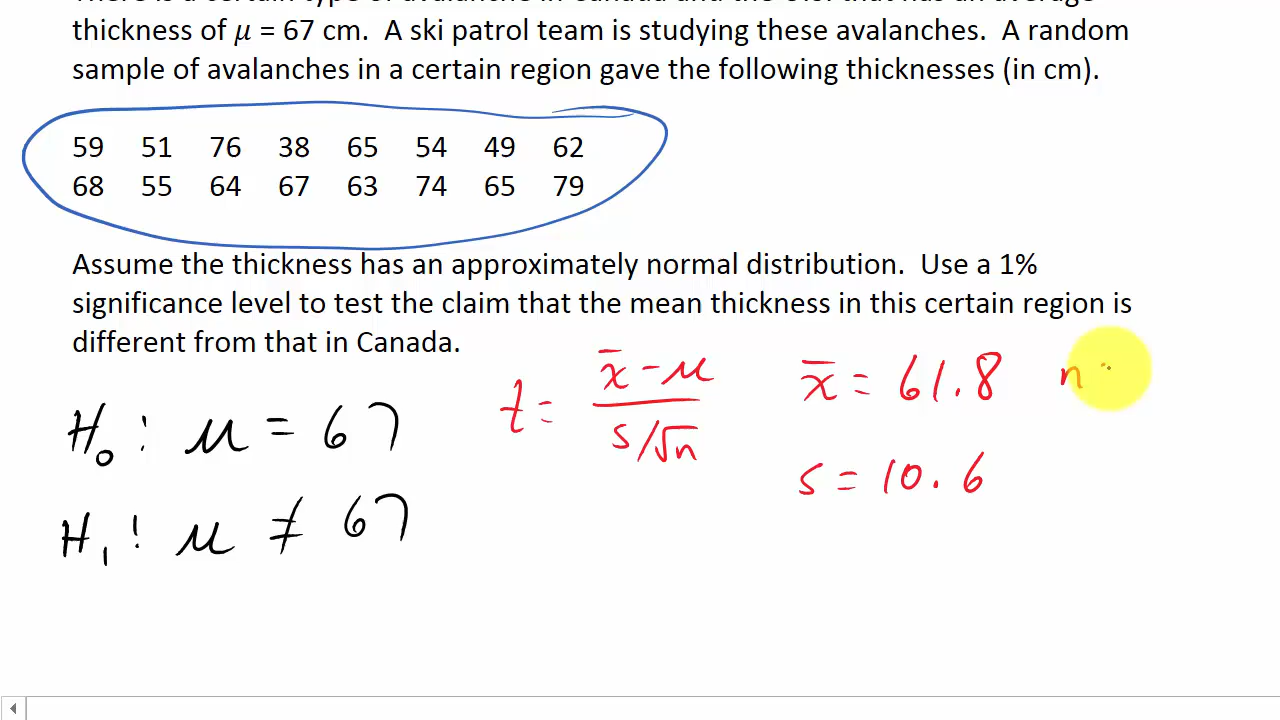 thickness of μ = 67 cm. A ski patrol team is studying these avalanches. A random
sample of avalanches in a certain region gave the following thicknesses (in cm).
59 51 76 38 65 54 49 62
68 55 64 67 63 74 65 79
Assume the thickness has an approximately normal distribution. Use a 1%
significance level to test the claim that the mean thickness in this certain region is
different from that in Canada.
H₀ : μ = 67
H₁ : μ ≠ 67
t = x̄ - μ / s/√n
x̄ = 61.8 n
s = 10.6